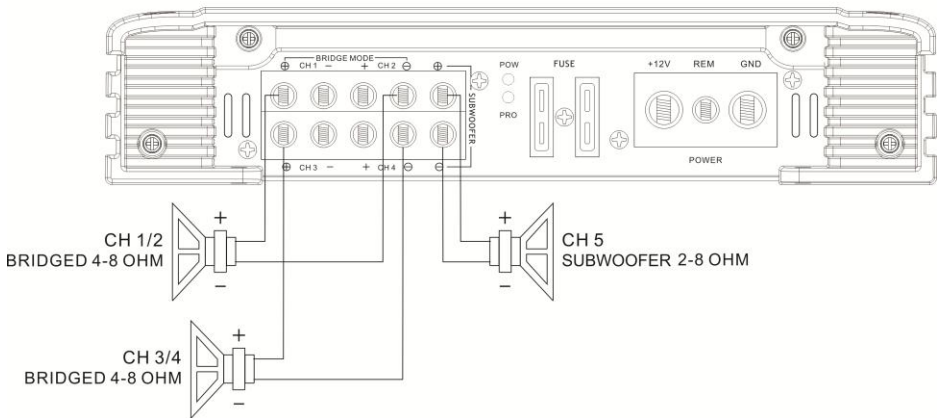 BRIDGE MODE
⊕ CH 1 − + CH 2 ⊖ ⊕
SUBWOOFER
⊕ CH 3 − + CH 4 ⊖ ⊖
POW
PRO
FUSE
+12V REM GND
POWER
+
CH 1/2
BRIDGED 4-8 OHM
−
+
CH 5
SUBWOOFER 2-8 OHM
−
+
CH 3/4
BRIDGED 4-8 OHM
−